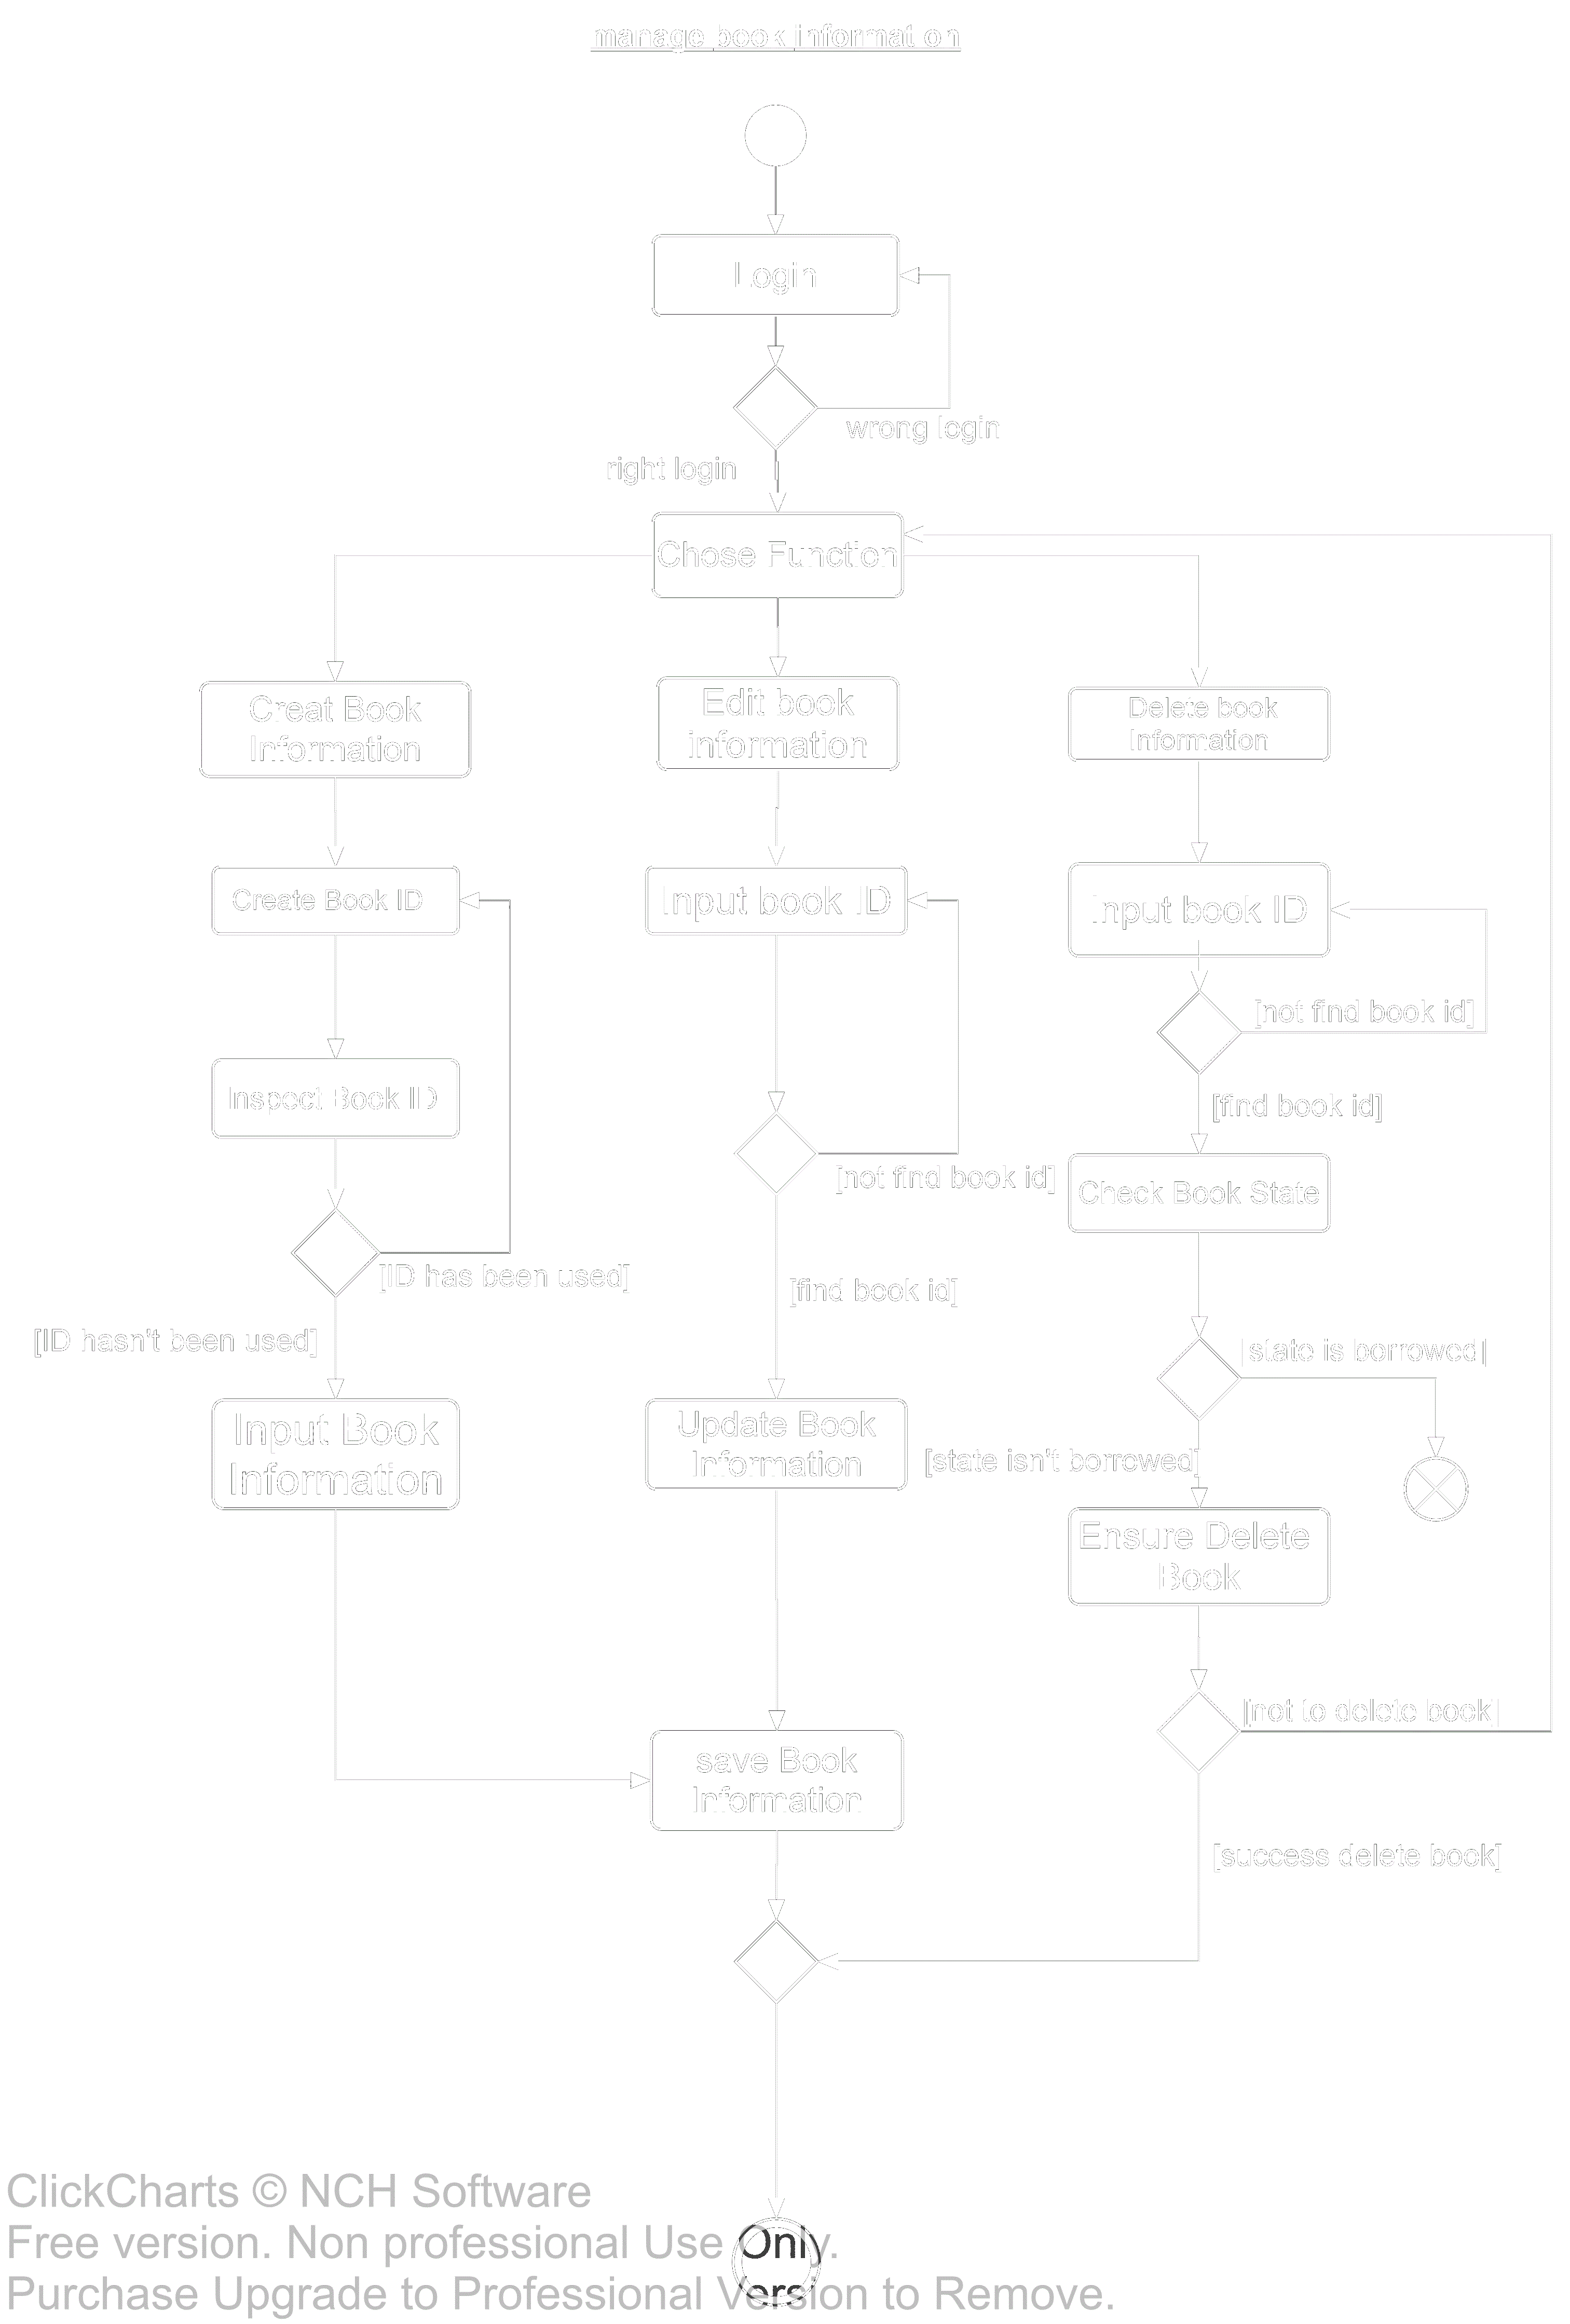 manage book information
Login
wrong login
right login
Chose Function
Creat Book
Information
Edit book
information
Delete book
Information
Create Book ID
Input book ID
Input book ID
[not find book id]
Inspect Book ID
[find book id]
[not find book id]
Check Book State
[ID has been used]
[find book id]
[ID hasn't been used]
[state is borrowed]
Input Book
Information
Update Book
Information
[state isn't borrowed]
Ensure Delete
Book
[not to delete book]
save Book
Information
[success delete book]
ClickCharts © NCH Software
Free version. Non professional Use Only.
Purchase Upgrade to Professional Version to Remove.